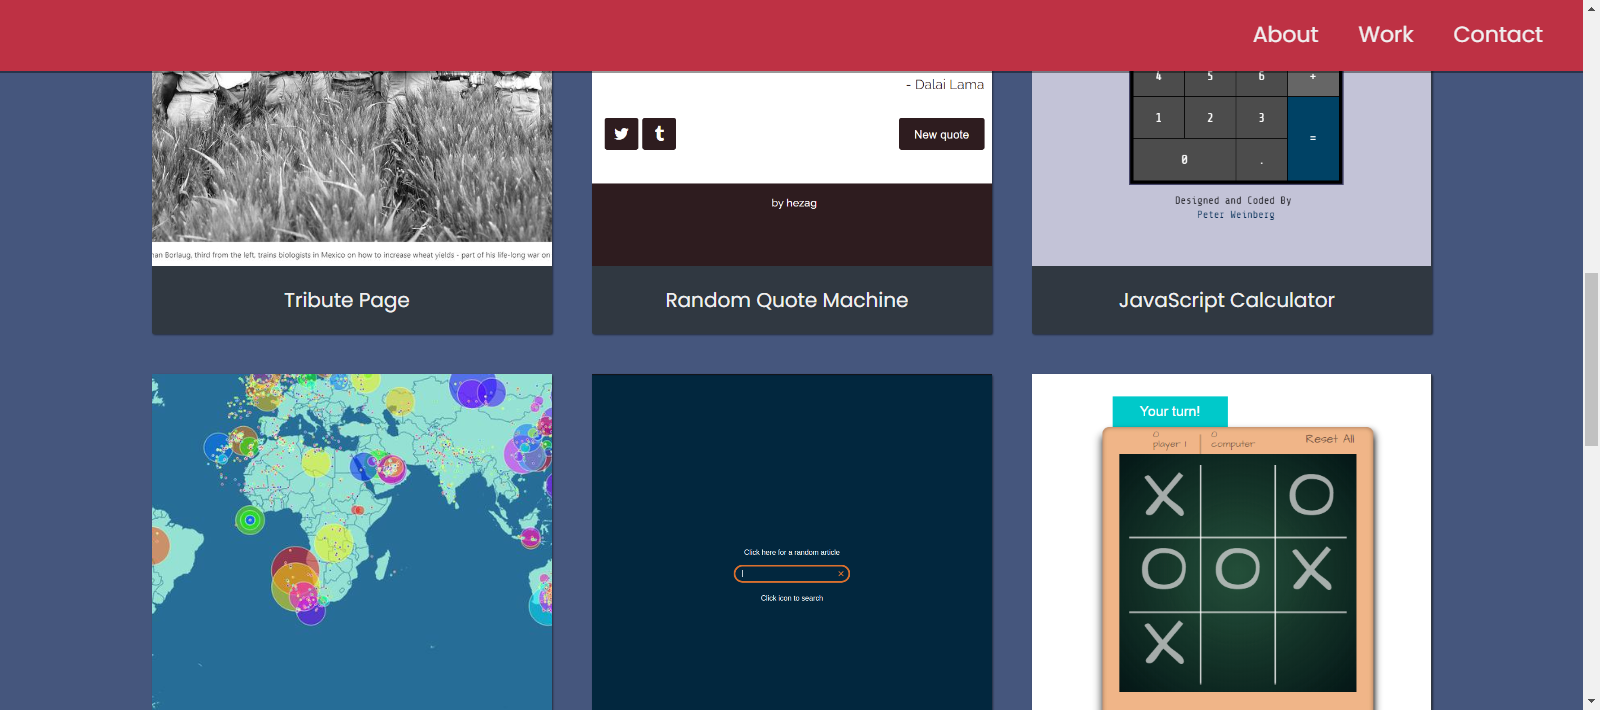 About Work Contact
- Dalai Lama
New quote
by hezag
4 5 6 +
1 2 3
=
0 .
Designed and Coded By
Peter Weinberg
Borlaug, third from the left, trains biologists in Mexico on how to increase wheat yields - part of his life-long war on
Tribute Page
Random Quote Machine
JavaScript Calculator
Click here for a random article
Click icon to search
Your turn!
0 0
player 1 computer
Reset All
X O
O O X
X